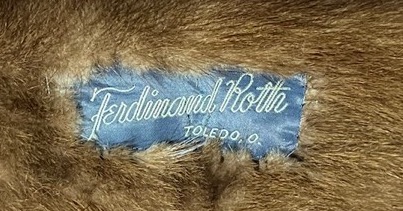 Ferdinand Roth
TOLEDO, O.